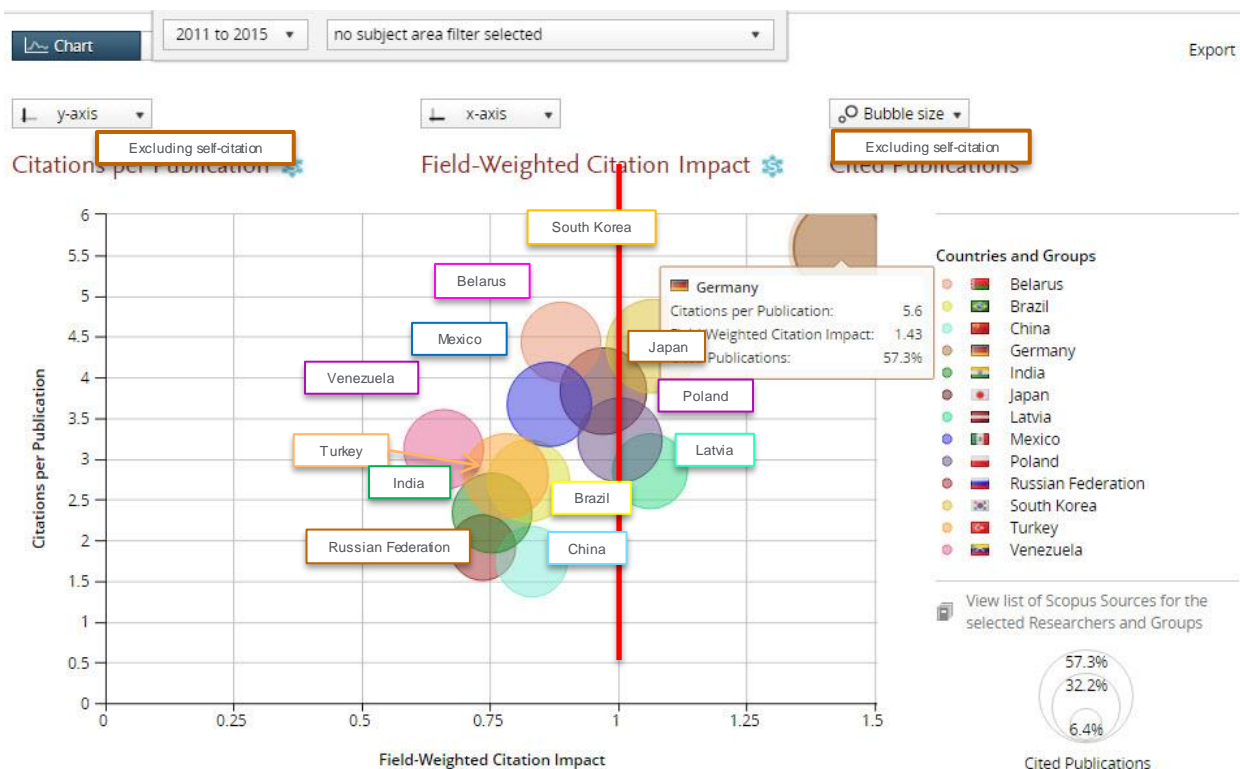 Chart
2011 to 2015
no subject area filter selected
Export
y-axis
x-axis
Bubble size
Excluding self-citation
Excluding self-citation
Citations per Publication
Field-Weighted Citation Impact
Cited Publications
6
5.5
5
4.5
4
3.5
3
2.5
2
1.5
1
0.5
0
Citations per Publication
South Korea
Belarus
Mexico
Venezuela
Turkey
India
Russian Federation
Japan
Poland
Latvia
Brazil
China
Germany
Citations per Publication: 5.6
Field-Weighted Citation Impact: 1.43
Publications: 57.3%
0 0.25 0.5 0.75 1 1.25 1.5
Field-Weighted Citation Impact
Countries and Groups
Belarus
Brazil
China
Germany
India
Japan
Latvia
Mexico
Poland
Russian Federation
South Korea
Turkey
Venezuela
View list of Scopus Sources for the
selected Researchers and Groups
57.3%
32.2%
6.4%
Cited Publications